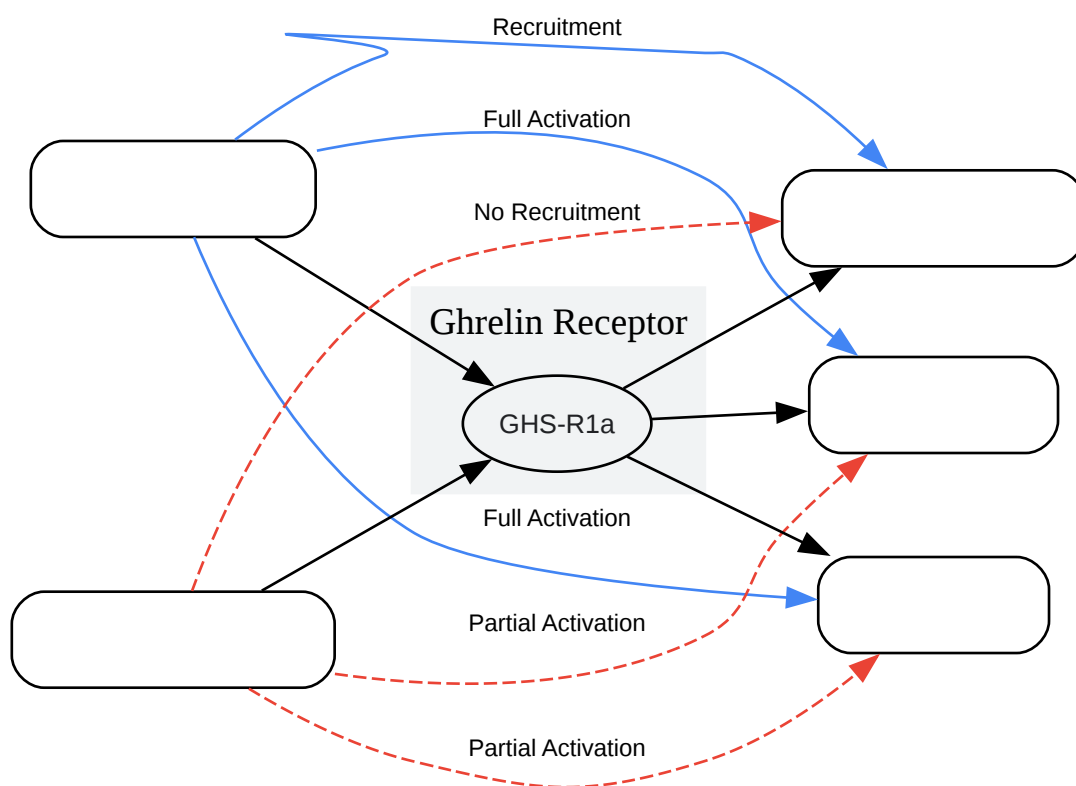 Recruitment
Full Activation
No Recruitment
Ghrelin Receptor
GHS-R1a
Full Activation
Partial Activation
Partial Activation